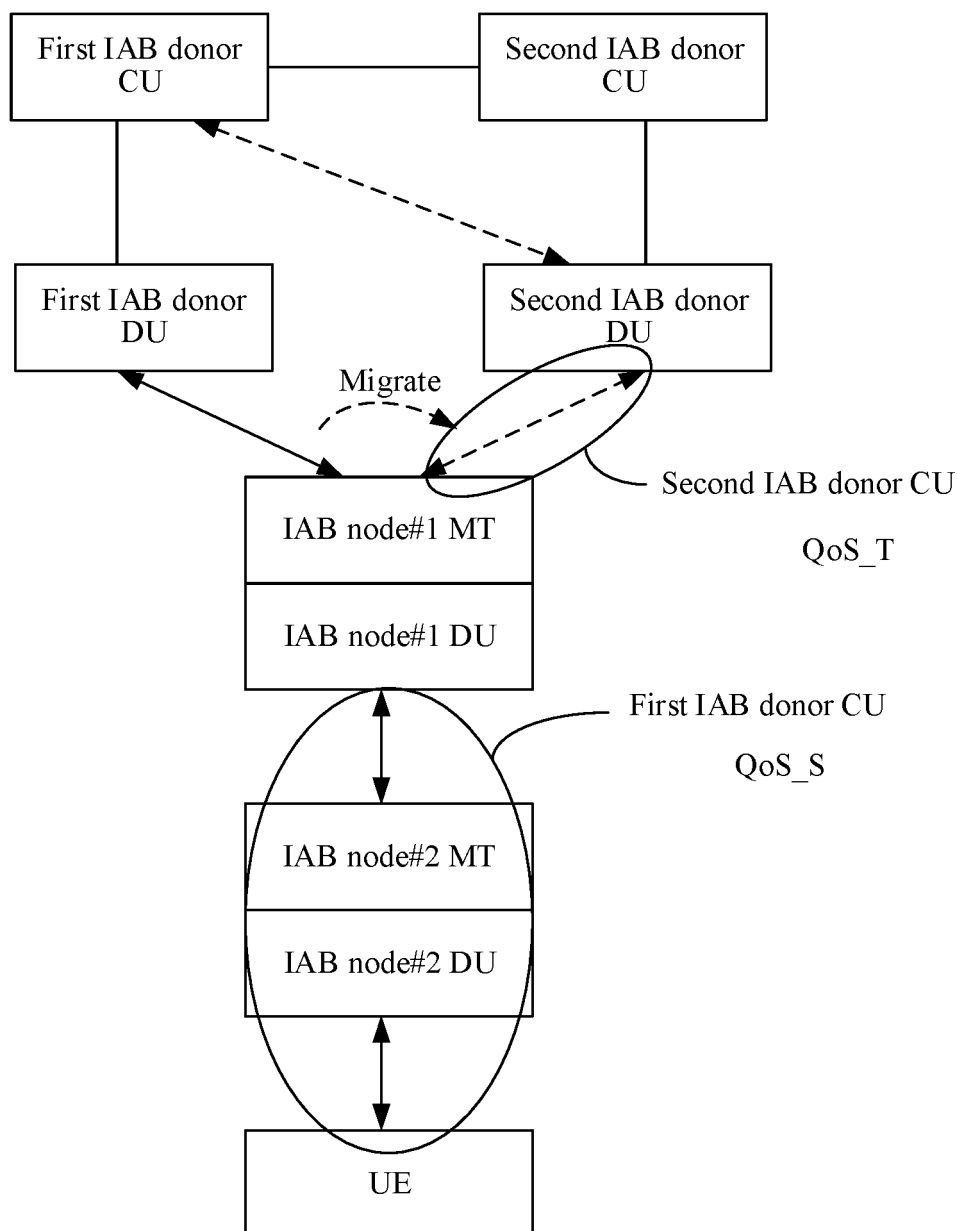 First IAB donor
CU
Second IAB donor
CU
First IAB donor
DU
Second IAB donor
DU
Migrate
Second IAB donor CU
QoS_T
IAB node#1 MT
IAB node#1 DU
First IAB donor CU
QoS_S
IAB node#2 MT
IAB node#2 DU
UE